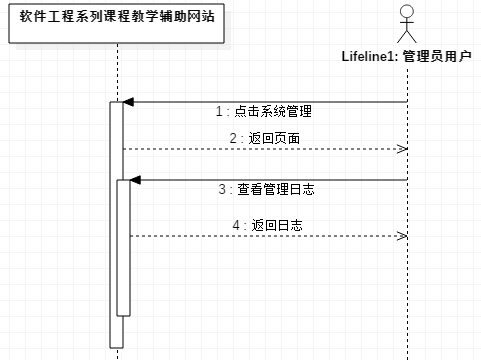 软件工程系列课程教学辅助网站
Lifeline1: 管理员用户
1 : 点击系统管理
2 : 返回页面
3 : 查看管理日志
4 : 返回日志